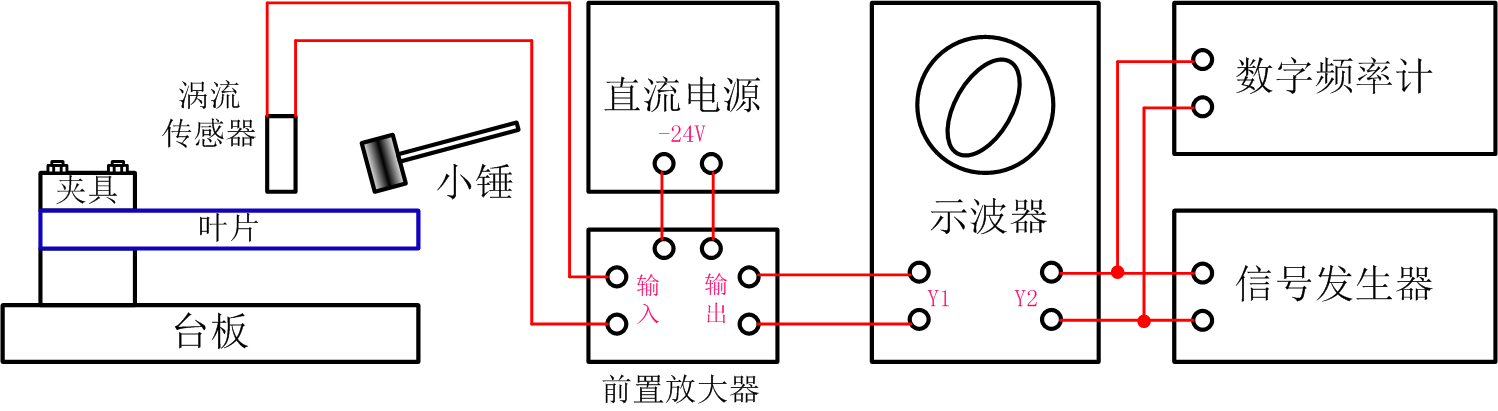 涡流
传感器
夹具
叶片
台板
小锤
直流电源
-24V
输入
输出
前置放大器
示波器
Y1
Y2
数字频率计
信号发生器